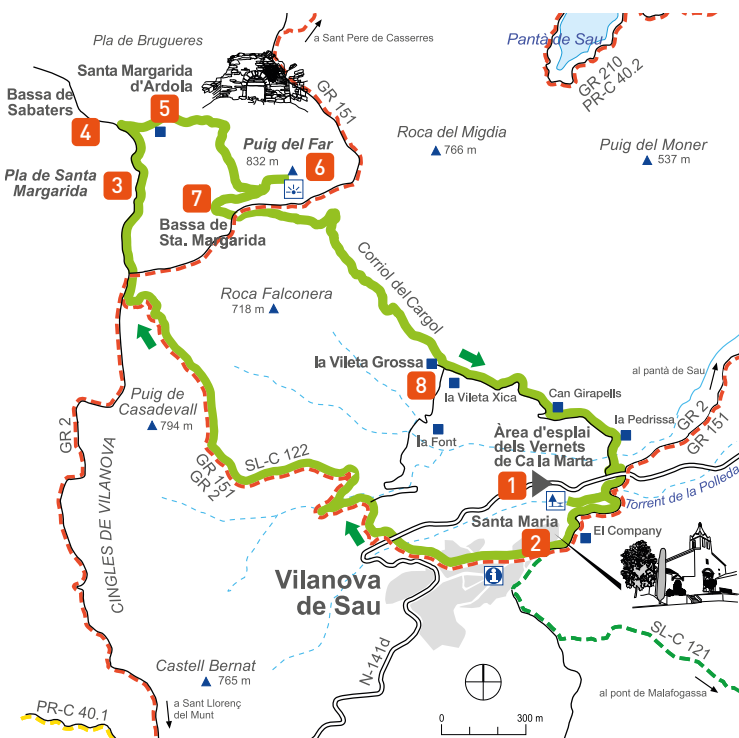 Pla de Brugueres
a Sant Pere de Casserres
Pantà de Sau
GR 210
PR-C 40.2
Santa Margarida
d'Ardola
Bassa de
Sabaters
5
4
GR 151
Puig del Far
832 m
6
Roca del Migdia
766 m
Puig del Moner
537 m
Pla de Santa
Margarida
3
7
Bassa de
Sta. Margarida
Corriol del Cargol
Roca Falconera
718 m
la Vileta Grossa
8
la Vileta Xica
Can Girapells
al pantà de Sau
GR 2
GR 151
la Pedrissa
la Font
Puig de
Casadevall
794 m
GR 2
CINGLES DE VILANOVA
SL-C 122
GR 151
GR 2
Àrea d'esplai
dels Vernets
de Ca la Marta
1
Torrent de la Polleda
Santa Maria
2
El Company
Vilanova
de Sau
i
N-141d
SL-C 121
al pont de Malafogassa
Castell Bernat
765 m
a Sant Llorenç
del Munt
PR-C 40.1
0
300 m